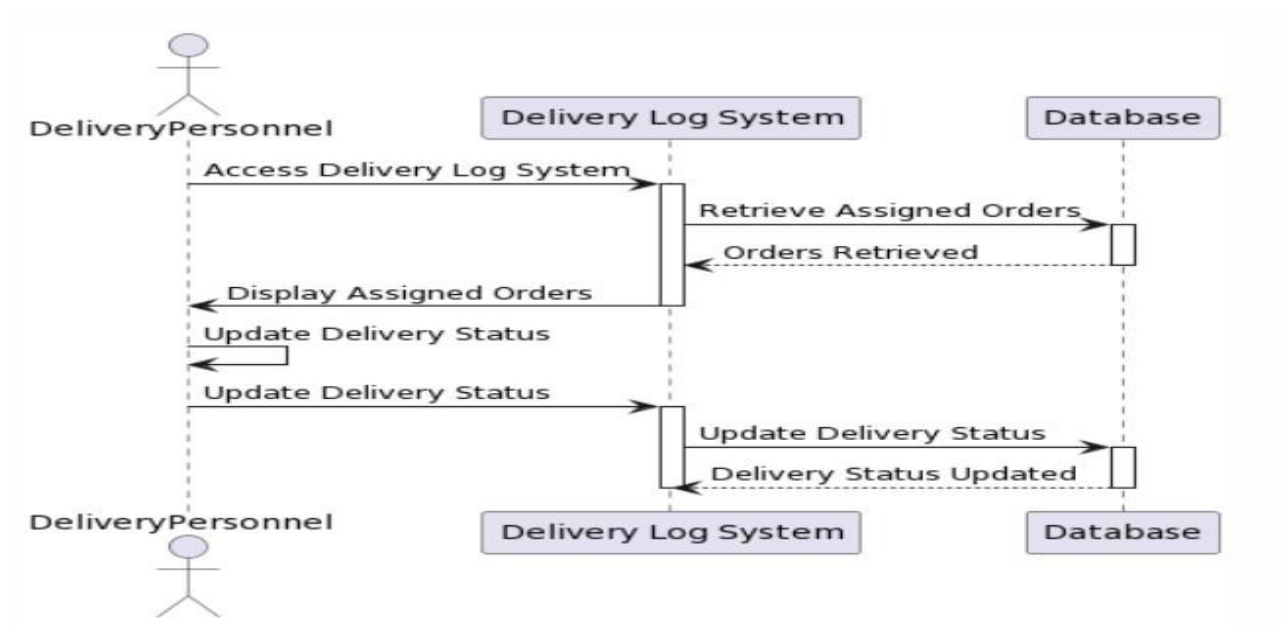 DeliveryPersonnel
Delivery Log System
Database
Access Delivery Log System
Retrieve Assigned Orders
Orders Retrieved
Display Assigned Orders
Update Delivery Status
Update Delivery Status
Update Delivery Status
Delivery Status Updated
DeliveryPersonnel
Delivery Log System
Database